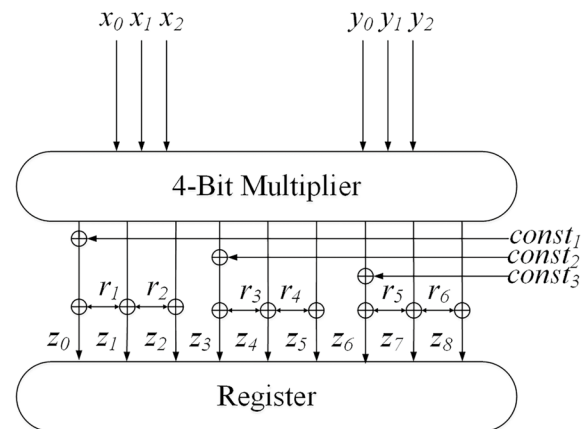 x₀ x₁ x₂ y₀ y₁ y₂
4-Bit Multiplier
const₁
const₂
const₃
r₁ r₂ r₃ r₄ r₅ r₆
z₀ z₁ z₂ z₃ z₄ z₅ z₆ z₇ z₈
Register